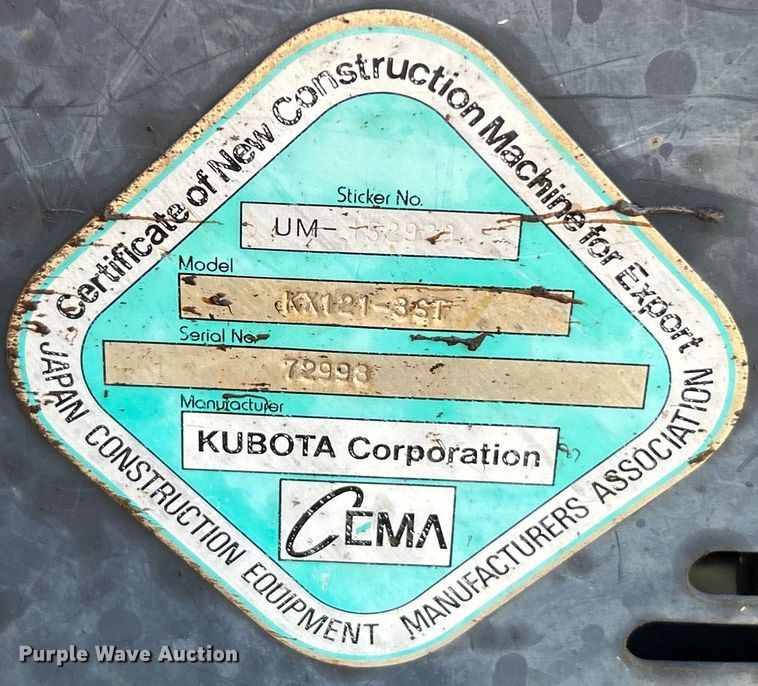 Certificate of New Construction Machine for Export
Sticker No.
UM-
Model
KX121-3ST
Serial No.
72998
Manufacturer
KUBOTA Corporation
CEMA
JAPAN CONSTRUCTION EQUIPMENT MANUFACTURERS ASSOCIATION
Purple Wave Auction